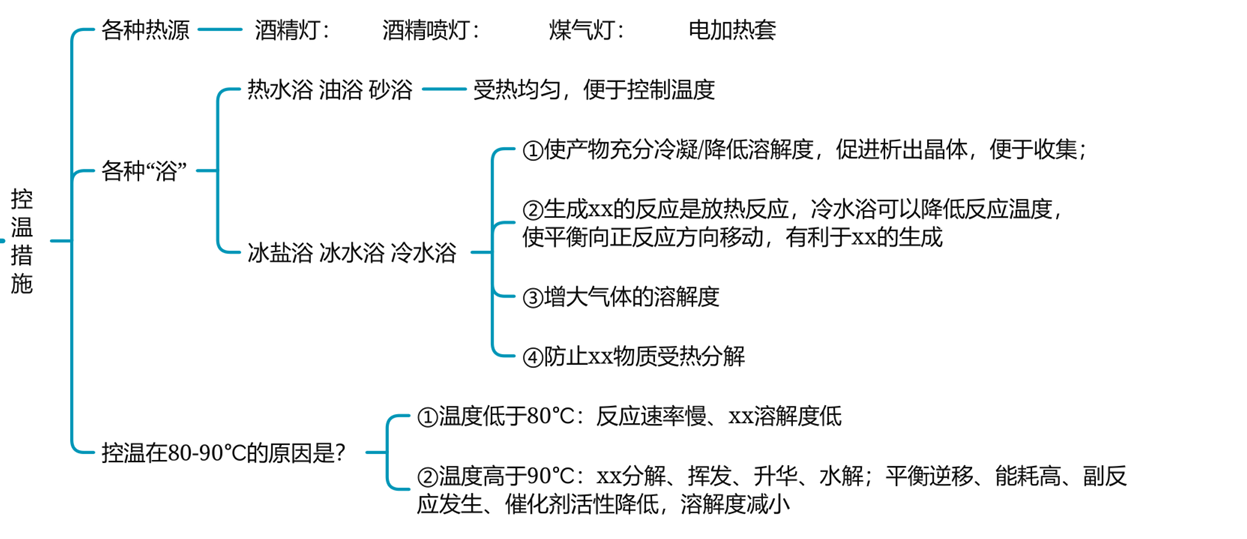 控温措施
各种热源
酒精灯： 酒精喷灯： 煤气灯： 电加热套
各种“浴”
热水浴 油浴 砂浴
受热均匀，便于控制温度
冰盐浴 冰水浴 冷水浴
①使产物充分冷凝/降低溶解度，促进析出晶体，便于收集；
②生成xx的反应是放热反应，冷水浴可以降低反应温度，
使平衡向正反应方向移动，有利于xx的生成
③增大气体的溶解度
④防止xx物质受热分解
控温在80-90℃的原因是？
①温度低于80℃：反应速率慢、xx溶解度低
②温度高于90℃：xx分解、挥发、升华、水解；平衡逆移、能耗高、副反
应发生、催化剂活性降低，溶解度减小